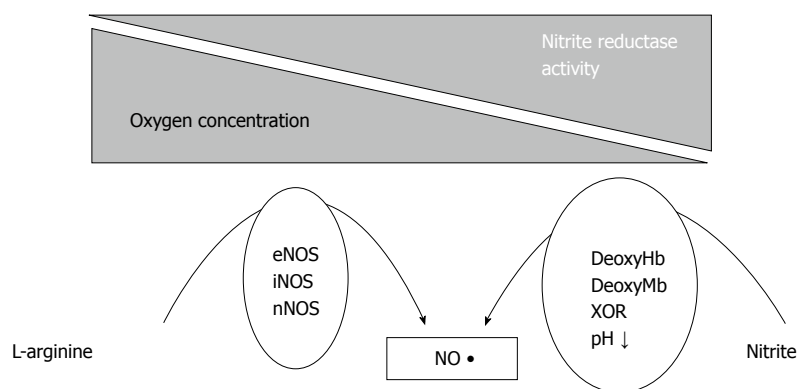 Nitrite reductase
activity
Oxygen concentration
eNOS
iNOS
nNOS
DeoxyHb
DeoxyMb
XOR
pH ↓
L-arginine
NO •
Nitrite